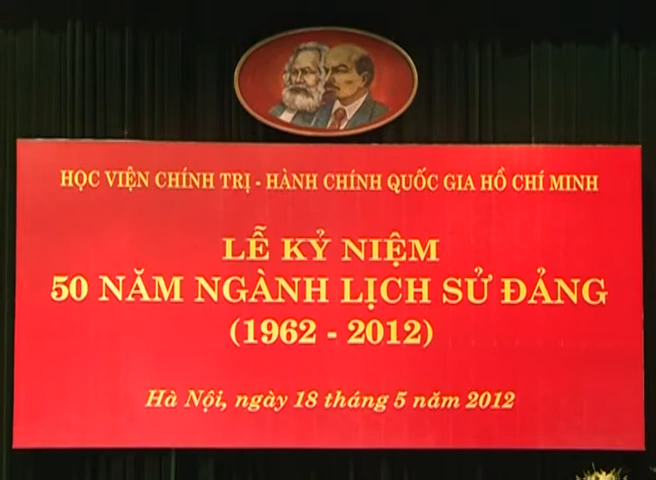 HỌC VIỆN CHÍNH TRỊ - HÀNH CHÍNH QUỐC GIA HỒ CHÍ MINH
LỄ KỶ NIỆM
50 NĂM NGÀNH LỊCH SỬ ĐẢNG
(1962 - 2012)
Hà Nội, ngày 18 tháng 5 năm 2012